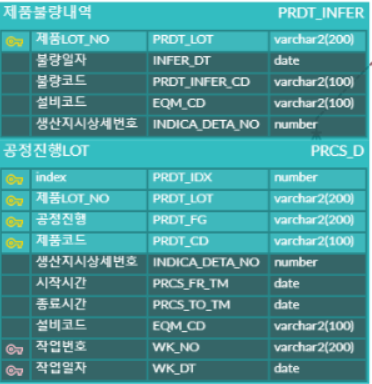 제품불량내역 PRDT_INFER
제품LOT_NO PRDT_LOT varchar2(200)
불량일자 INFER_DT date
불량코드 PRDT_INFER_CD varchar2(200)
설비코드 EQM_CD varchar2(100)
생산지시상세번호 INDICA_DETA_NO number
공정진행LOT PRCS_D
index PRDT_IDX number
제품LOT_NO PRDT_LOT varchar2(200)
공정진행 PRDT_FG varchar2(200)
제품코드 PRDT_CD varchar2(100)
생산지시상세번호 INDICA_DETA_NO number
시작시간 PRCS_FR_TM date
종료시간 PRCS_TO_TM date
설비코드 EQM_CD varchar2(100)
작업번호 WK_NO varchar2(200)
작업일자 WK_DT date